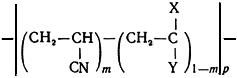 X
(CH₂—CH)m—(CH₂—C)1—m p
CN Y